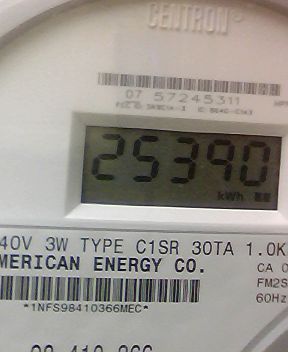 CENTRON
07 57245311
25390
kWh
40V 3W TYPE C1SR 30TA 1.0K
MERICAN ENERGY CO.
CA 0
FM2S
60Hz
*1NFS98410366MEC*